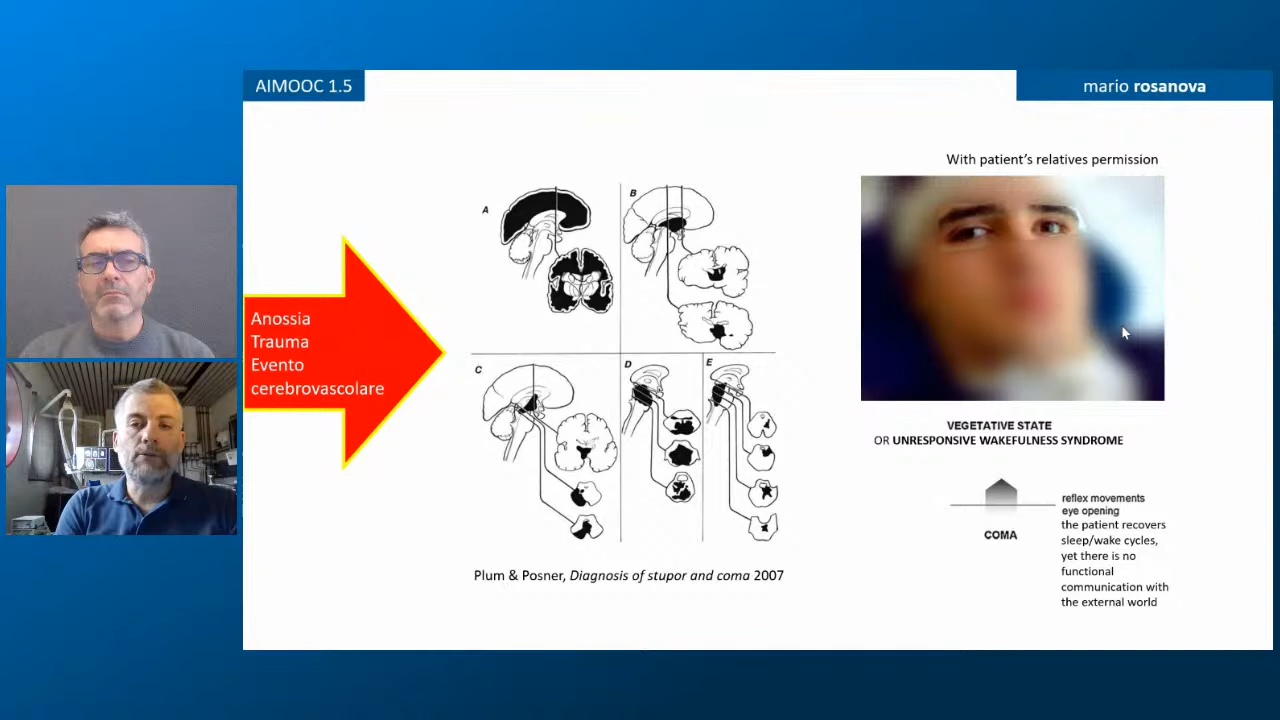 AIMOOC 1.5
mario rosanova
With patient's relatives permission
A
B
Anossia
Trauma
Evento
cerebrovascolare
C
D
E
VEGETATIVE STATE
OR UNRESPONSIVE WAKEFULNESS SYNDROME
reflex movements
eye opening
the patient recovers
COMA
sleep/wake cycles,
yet there is no
functional
communication with
the external world
Plum & Posner, Diagnosis of stupor and coma 2007